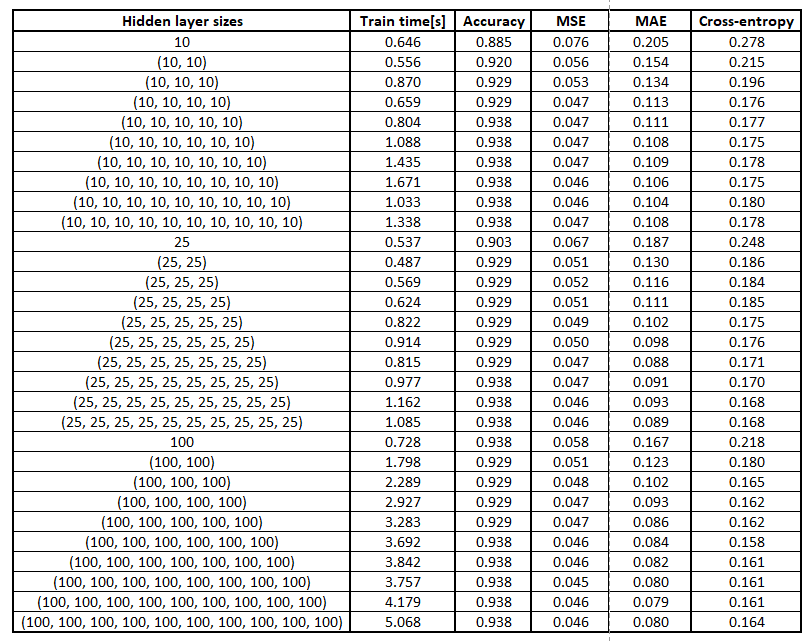 Hidden layer sizes Train time[s] Accuracy MSE MAE Cross-entropy
10 0.646 0.885 0.076 0.205 0.278
(10, 10) 0.556 0.920 0.056 0.154 0.215
(10, 10, 10) 0.870 0.929 0.053 0.134 0.196
(10, 10, 10, 10) 0.659 0.929 0.047 0.113 0.176
(10, 10, 10, 10, 10) 0.804 0.938 0.047 0.111 0.177
(10, 10, 10, 10, 10, 10) 1.088 0.938 0.047 0.108 0.175
(10, 10, 10, 10, 10, 10, 10) 1.435 0.938 0.047 0.109 0.178
(10, 10, 10, 10, 10, 10, 10, 10) 1.671 0.938 0.046 0.106 0.175
(10, 10, 10, 10, 10, 10, 10, 10, 10) 1.033 0.938 0.046 0.104 0.180
(10, 10, 10, 10, 10, 10, 10, 10, 10, 10) 1.338 0.938 0.047 0.108 0.178
25 0.537 0.903 0.067 0.187 0.248
(25, 25) 0.487 0.929 0.051 0.130 0.186
(25, 25, 25) 0.569 0.929 0.052 0.116 0.184
(25, 25, 25, 25) 0.624 0.929 0.051 0.111 0.185
(25, 25, 25, 25, 25) 0.822 0.929 0.049 0.102 0.175
(25, 25, 25, 25, 25, 25) 0.914 0.929 0.050 0.098 0.176
(25, 25, 25, 25, 25, 25, 25) 0.815 0.929 0.047 0.088 0.171
(25, 25, 25, 25, 25, 25, 25, 25) 0.977 0.938 0.047 0.091 0.170
(25, 25, 25, 25, 25, 25, 25, 25, 25) 1.162 0.938 0.046 0.093 0.168
(25, 25, 25, 25, 25, 25, 25, 25, 25, 25) 1.085 0.938 0.046 0.089 0.168
100 0.728 0.938 0.058 0.167 0.218
(100, 100) 1.798 0.929 0.051 0.123 0.180
(100, 100, 100) 2.289 0.929 0.048 0.102 0.165
(100, 100, 100, 100) 2.927 0.929 0.047 0.093 0.162
(100, 100, 100, 100, 100) 3.283 0.929 0.047 0.086 0.162
(100, 100, 100, 100, 100, 100) 3.692 0.938 0.046 0.084 0.158
(100, 100, 100, 100, 100, 100, 100) 3.842 0.938 0.046 0.082 0.161
(100, 100, 100, 100, 100, 100, 100, 100) 3.757 0.938 0.045 0.080 0.161
(100, 100, 100, 100, 100, 100, 100, 100, 100) 4.179 0.938 0.046 0.079 0.161
(100, 100, 100, 100, 100, 100, 100, 100, 100, 100) 5.068 0.938 0.046 0.080 0.164